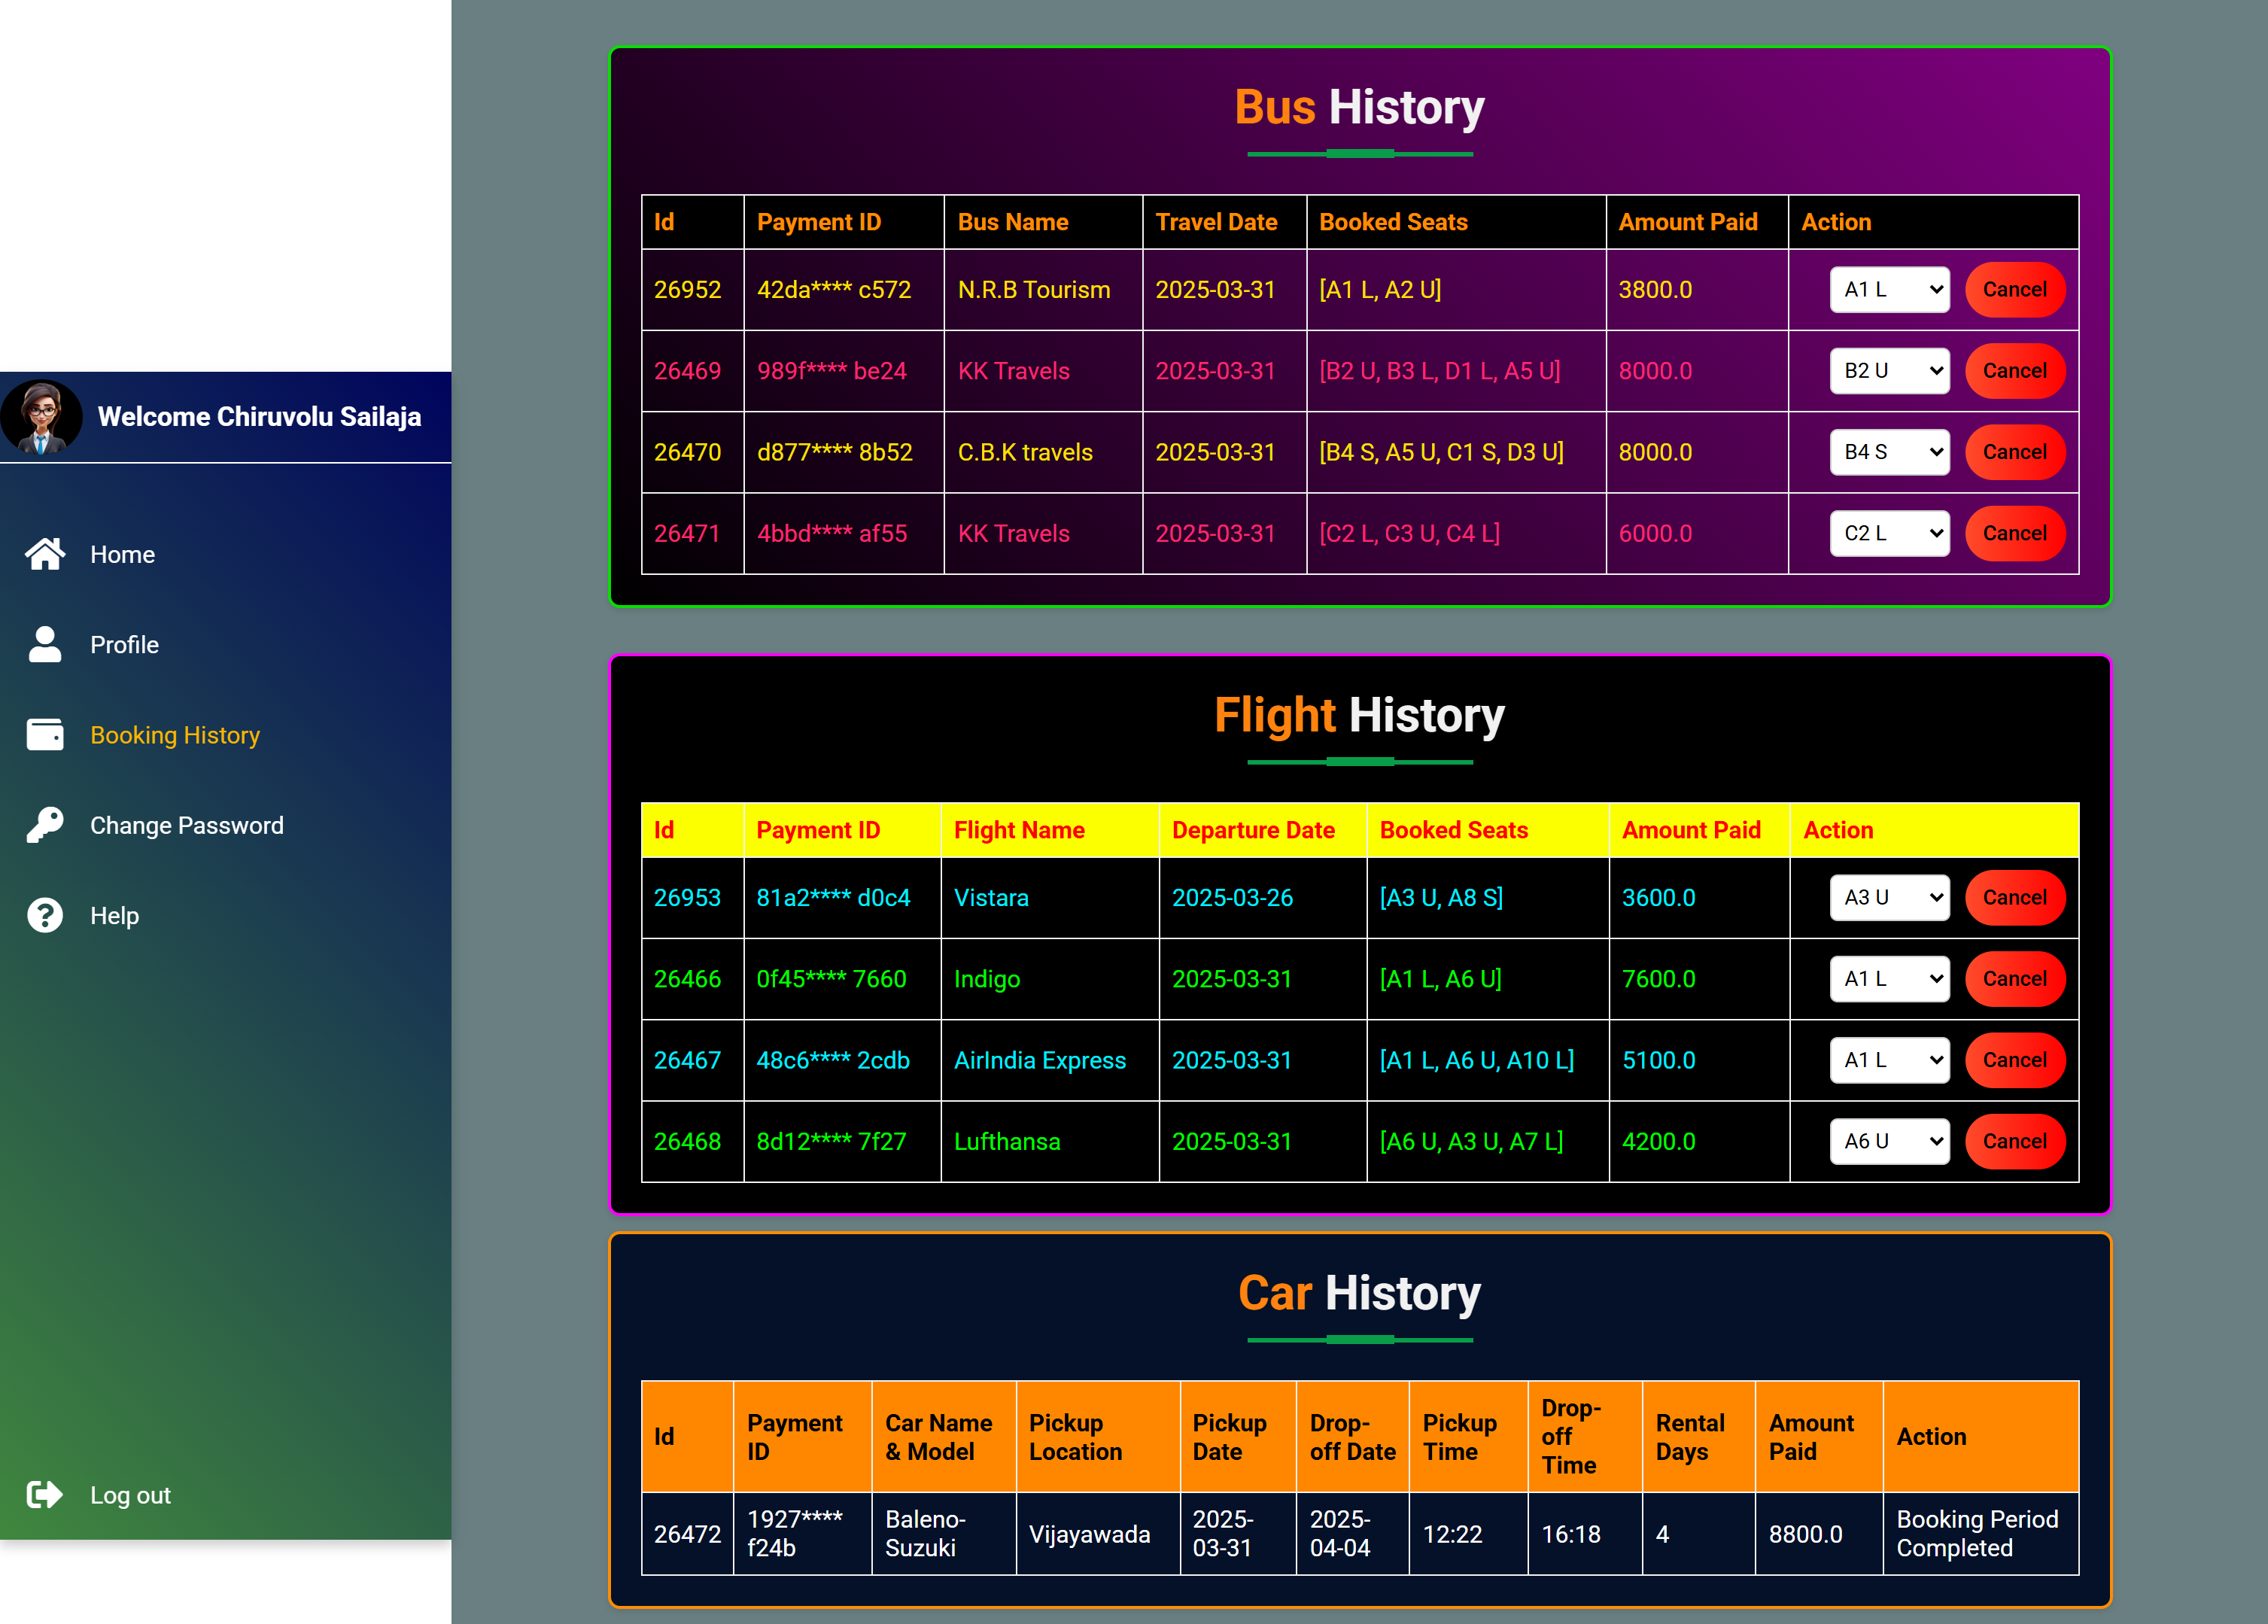 Welcome Chiruvolu Sailaja
Home
Profile
Booking History
Change Password
Help
Log out
Bus History
Id Payment ID Bus Name Travel Date Booked Seats Amount Paid Action
26952 42da**** c572 N.R.B Tourism 2025-03-31 [A1 L, A2 U] 3800.0 A1 L Cancel
26469 989f**** be24 KK Travels 2025-03-31 [B2 U, B3 L, D1 L, A5 U] 8000.0 B2 U Cancel
26470 d877**** 8b52 C.B.K travels 2025-03-31 [B4 S, A5 U, C1 S, D3 U] 8000.0 B4 S Cancel
26471 4bbd**** af55 KK Travels 2025-03-31 [C2 L, C3 U, C4 L] 6000.0 C2 L Cancel
Flight History
Id Payment ID Flight Name Departure Date Booked Seats Amount Paid Action
26953 81a2**** d0c4 Vistara 2025-03-26 [A3 U, A8 S] 3600.0 A3 U Cancel
26466 0f45**** 7660 Indigo 2025-03-31 [A1 L, A6 U] 7600.0 A1 L Cancel
26467 48c6**** 2cdb AirIndia Express 2025-03-31 [A1 L, A6 U, A10 L] 5100.0 A1 L Cancel
26468 8d12**** 7f27 Lufthansa 2025-03-31 [A6 U, A3 U, A7 L] 4200.0 A6 U Cancel
Car History
Id Payment ID Car Name & Model Pickup Location Pickup Date Drop-off Date Pickup Time Drop-off Time Rental Days Amount Paid Action
26472 1927**** f24b Baleno-Suzuki Vijayawada 2025-03-31 2025-04-04 12:22 16:18 4 8800.0 Booking Period Completed